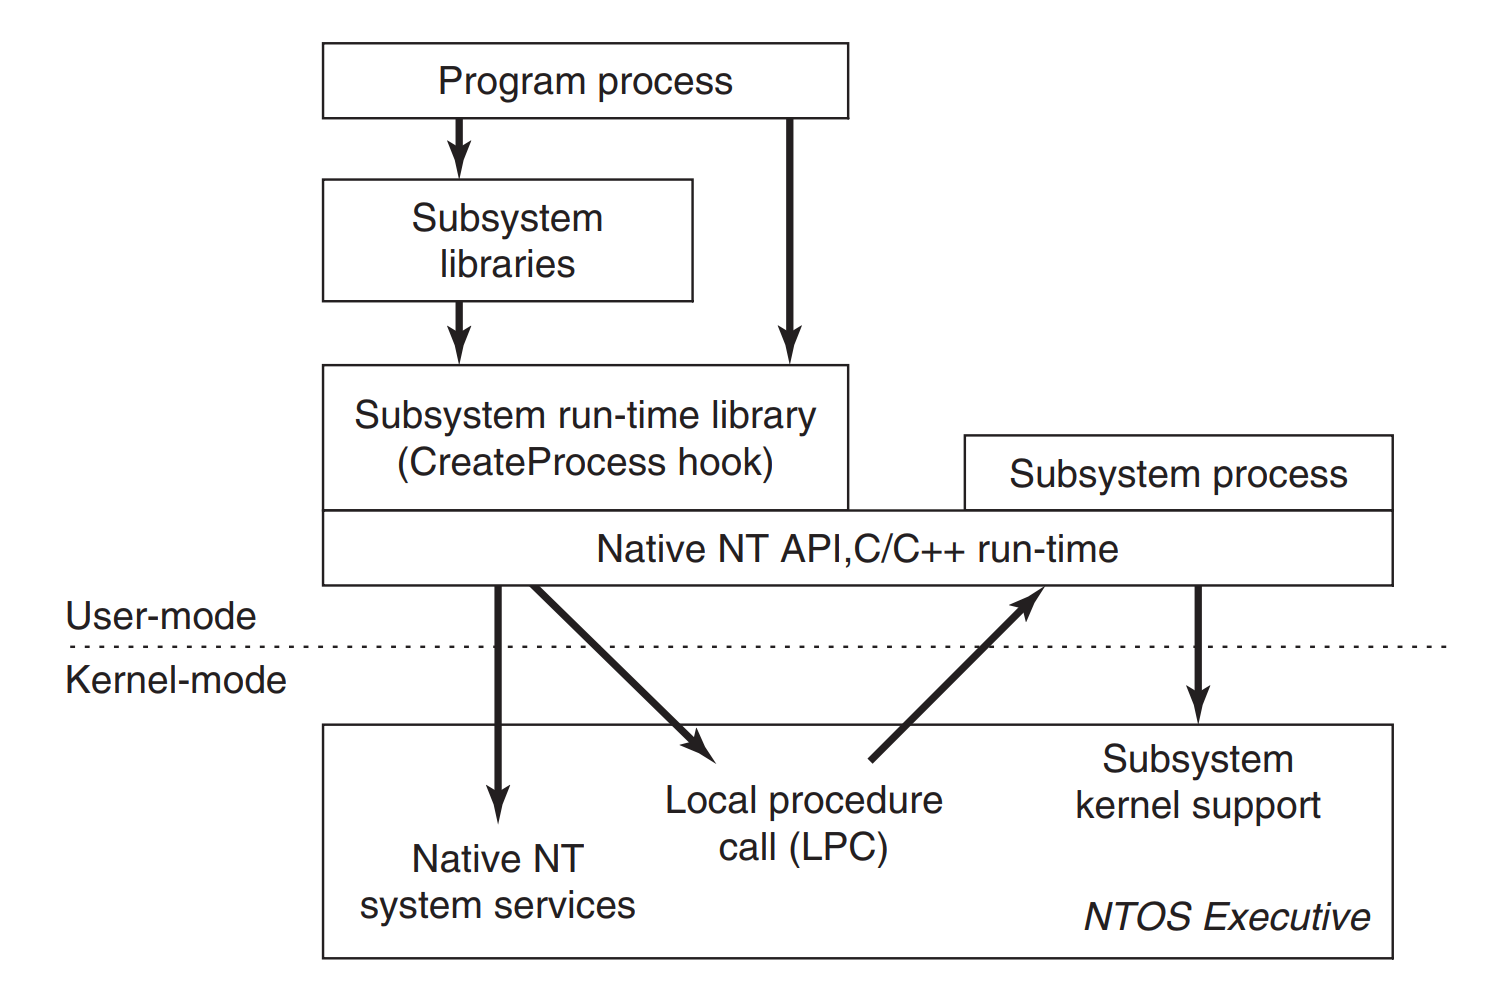 Program process
Subsystem
libraries
Subsystem run-time library
(CreateProcess hook)
Subsystem process
Native NT API,C/C++ run-time
User-mode
Kernel-mode
Subsystem
kernel support
Local procedure
call (LPC)
Native NT
system services
NTOS Executive